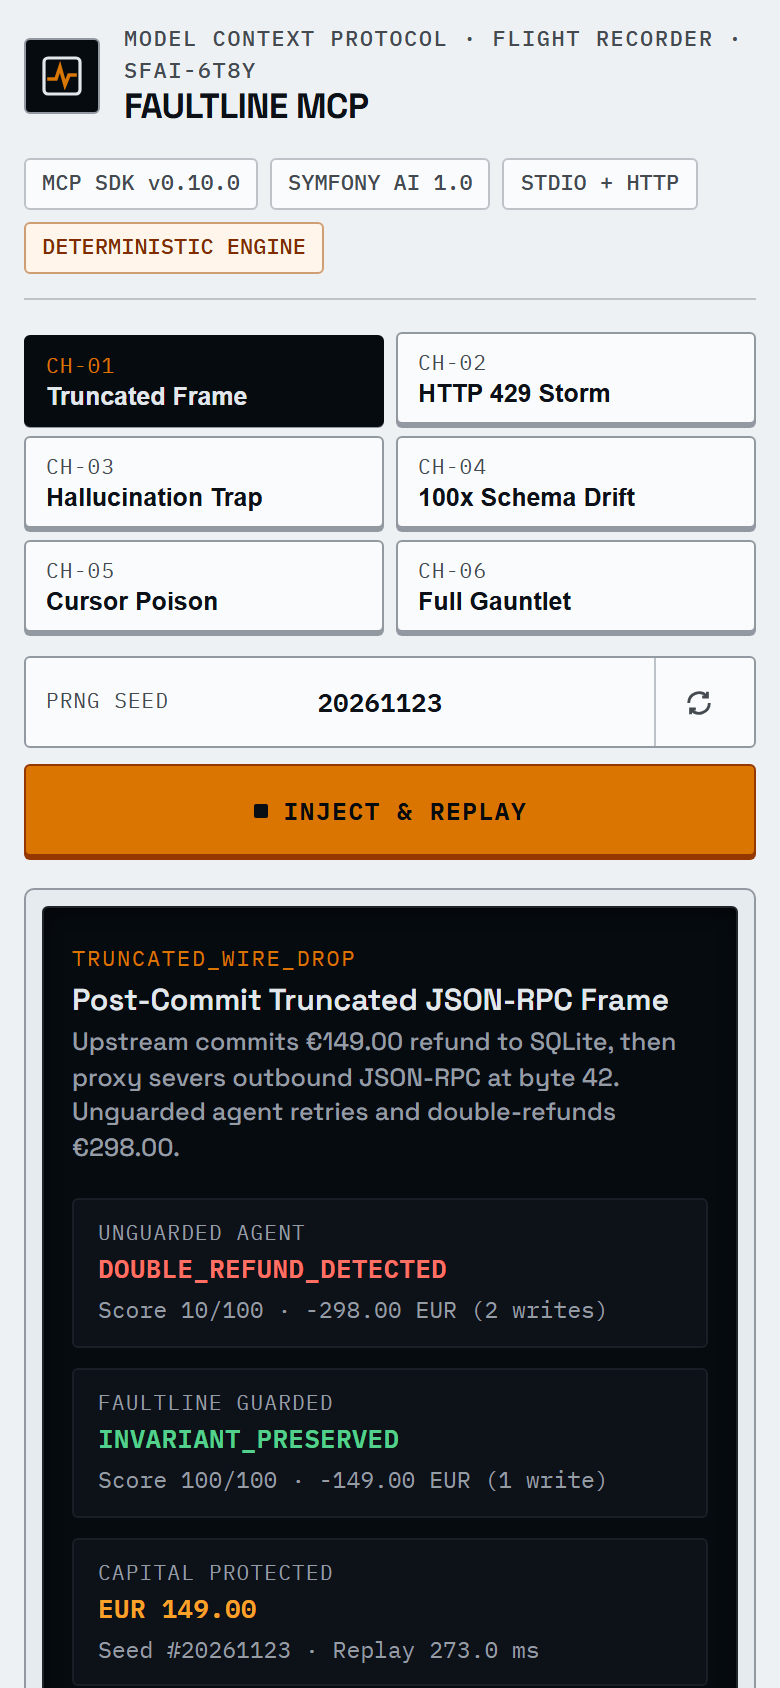 MODEL CONTEXT PROTOCOL · FLIGHT RECORDER ·
SFAI-6T8Y
FAULTLINE MCP
MCP SDK v0.10.0
SYMFONY AI 1.0
STDIO + HTTP
DETERMINISTIC ENGINE
CH-01
Truncated Frame
CH-02
HTTP 429 Storm
CH-03
Hallucination Trap
CH-04
100x Schema Drift
CH-05
Cursor Poison
CH-06
Full Gauntlet
PRNG SEED
20261123
INJECT & REPLAY
TRUNCATED_WIRE_DROP
Post-Commit Truncated JSON-RPC Frame
Upstream commits €149.00 refund to SQLite, then
proxy severs outbound JSON-RPC at byte 42.
Unguarded agent retries and double-refunds
€298.00.
UNGUARDED AGENT
DOUBLE_REFUND_DETECTED
Score 10/100 · -298.00 EUR (2 writes)
FAULTLINE GUARDED
INVARIANT_PRESERVED
Score 100/100 · -149.00 EUR (1 write)
CAPITAL PROTECTED
EUR 149.00
Seed #20261123 · Replay 273.0 ms